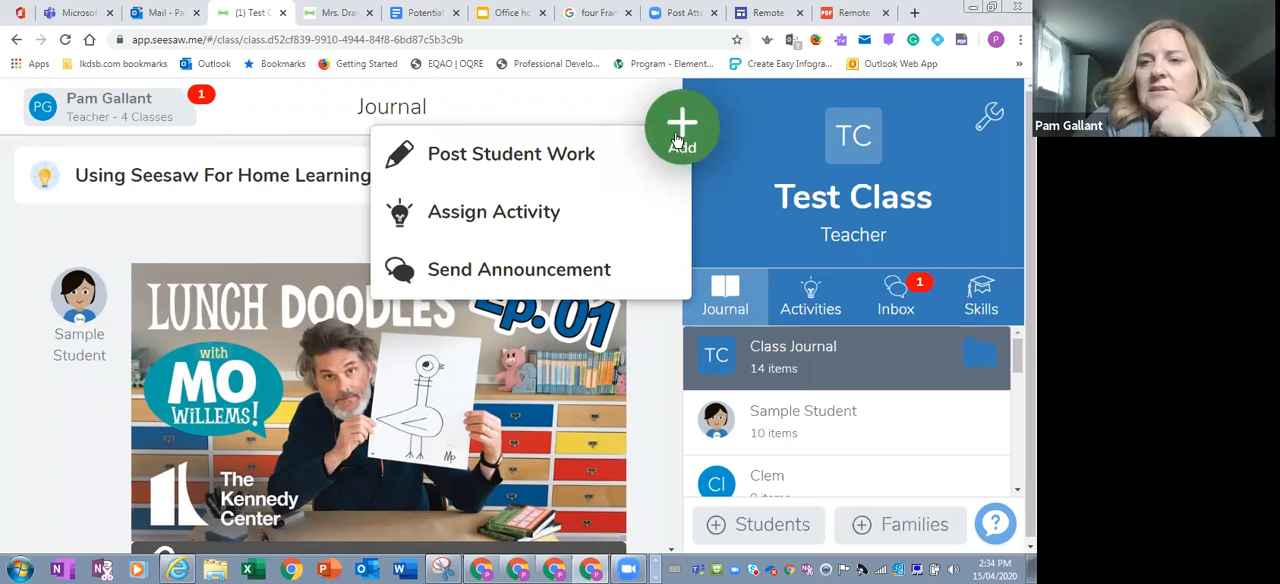 Microsof
Mail - Pa
(1) Test C
Mrs. Dran
Potential
Office ho
four Fran
Post Atte
Remote
Remote
app.seesaw.me/#/class/class.d52cf839-9910-4944-84f8-6bd87c5b3c9b
Apps
lkdsb.com bookmarks
Outlook
Bookmarks
Getting Started
EQAO | OQRE
Professional Develo...
Program - Element...
Create Easy Infogra...
Outlook Web App
»
PG
Pam Gallant
Teacher - 4 Classes
1
Journal
Add
Post Student Work
Assign Activity
Send Announcement
Using Seesaw For Home Learning
Sample
Student
LUNCH DOODLES Ep. 01
with
MO
WILLEMS!
The
Kennedy
Center
TC
Test Class
Teacher
Journal
Activities
1
Inbox
Skills
TC
Class Journal
14 items
Sample Student
10 items
Cl
Clem
Students
Families
?
2:34 PM
15/04/2020
Pam Gallant